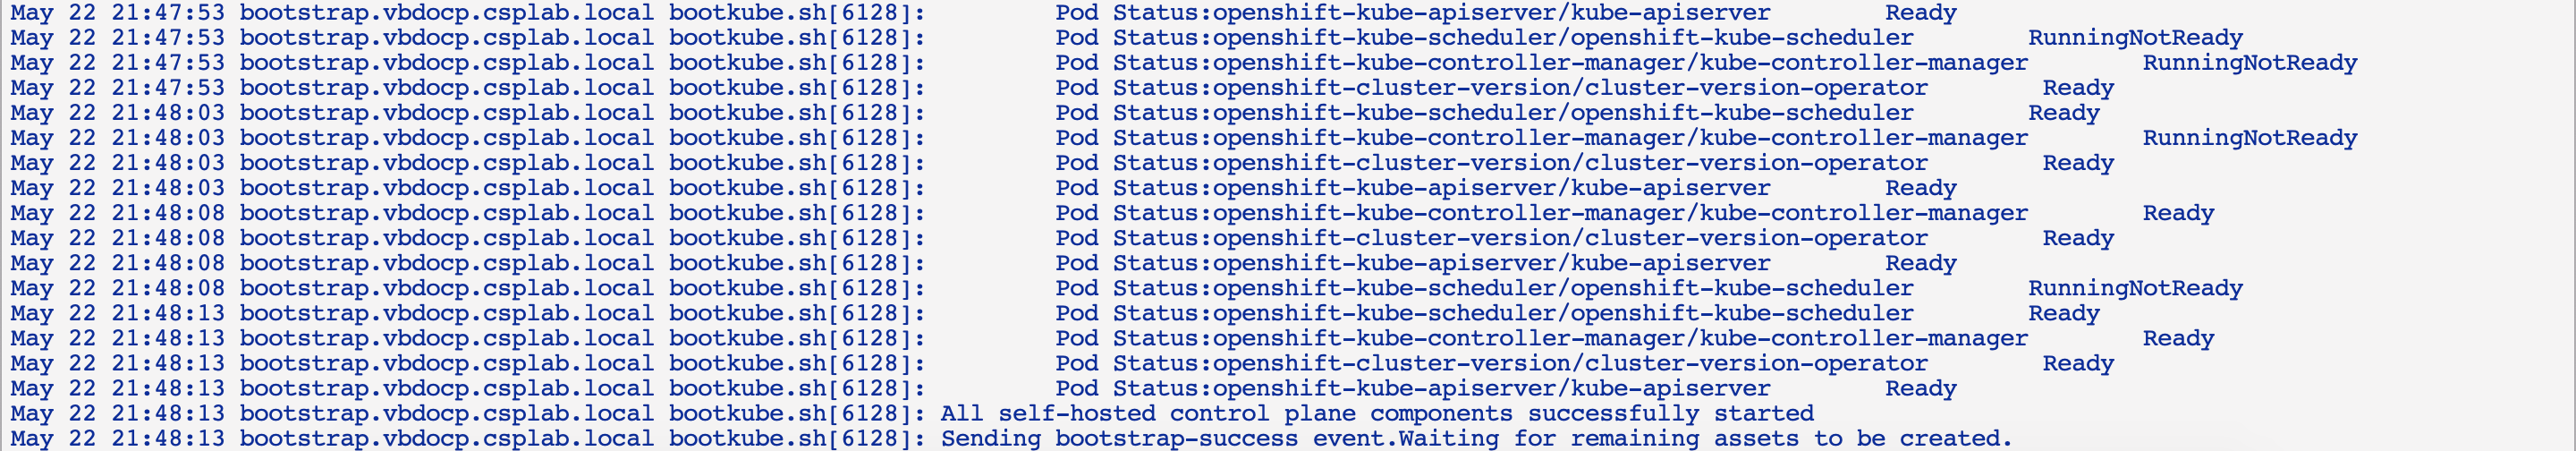 May 22 21:47:53 bootstrap.vbdocp.csplab.local bootkube.sh[6128]:         Pod Status:openshift-kube-apiserver/kube-apiserver        Ready
May 22 21:47:53 bootstrap.vbdocp.csplab.local bootkube.sh[6128]:         Pod Status:openshift-kube-scheduler/openshift-kube-scheduler        RunningNotReady
May 22 21:47:53 bootstrap.vbdocp.csplab.local bootkube.sh[6128]:         Pod Status:openshift-kube-controller-manager/kube-controller-manager        RunningNotReady
May 22 21:47:53 bootstrap.vbdocp.csplab.local bootkube.sh[6128]:         Pod Status:openshift-cluster-version/cluster-version-operator        Ready
May 22 21:48:03 bootstrap.vbdocp.csplab.local bootkube.sh[6128]:         Pod Status:openshift-kube-scheduler/openshift-kube-scheduler        Ready
May 22 21:48:03 bootstrap.vbdocp.csplab.local bootkube.sh[6128]:         Pod Status:openshift-kube-controller-manager/kube-controller-manager        RunningNotReady
May 22 21:48:03 bootstrap.vbdocp.csplab.local bootkube.sh[6128]:         Pod Status:openshift-cluster-version/cluster-version-operator        Ready
May 22 21:48:03 bootstrap.vbdocp.csplab.local bootkube.sh[6128]:         Pod Status:openshift-kube-apiserver/kube-apiserver        Ready
May 22 21:48:08 bootstrap.vbdocp.csplab.local bootkube.sh[6128]:         Pod Status:openshift-kube-controller-manager/kube-controller-manager        Ready
May 22 21:48:08 bootstrap.vbdocp.csplab.local bootkube.sh[6128]:         Pod Status:openshift-cluster-version/cluster-version-operator        Ready
May 22 21:48:08 bootstrap.vbdocp.csplab.local bootkube.sh[6128]:         Pod Status:openshift-kube-apiserver/kube-apiserver        Ready
May 22 21:48:08 bootstrap.vbdocp.csplab.local bootkube.sh[6128]:         Pod Status:openshift-kube-scheduler/openshift-kube-scheduler        RunningNotReady
May 22 21:48:13 bootstrap.vbdocp.csplab.local bootkube.sh[6128]:         Pod Status:openshift-kube-scheduler/openshift-kube-scheduler        Ready
May 22 21:48:13 bootstrap.vbdocp.csplab.local bootkube.sh[6128]:         Pod Status:openshift-kube-controller-manager/kube-controller-manager        Ready
May 22 21:48:13 bootstrap.vbdocp.csplab.local bootkube.sh[6128]:         Pod Status:openshift-cluster-version/cluster-version-operator        Ready
May 22 21:48:13 bootstrap.vbdocp.csplab.local bootkube.sh[6128]:         Pod Status:openshift-kube-apiserver/kube-apiserver        Ready
May 22 21:48:13 bootstrap.vbdocp.csplab.local bootkube.sh[6128]: All self-hosted control plane components successfully started
May 22 21:48:13 bootstrap.vbdocp.csplab.local bootkube.sh[6128]: Sending bootstrap-success event.Waiting for remaining assets to be created.